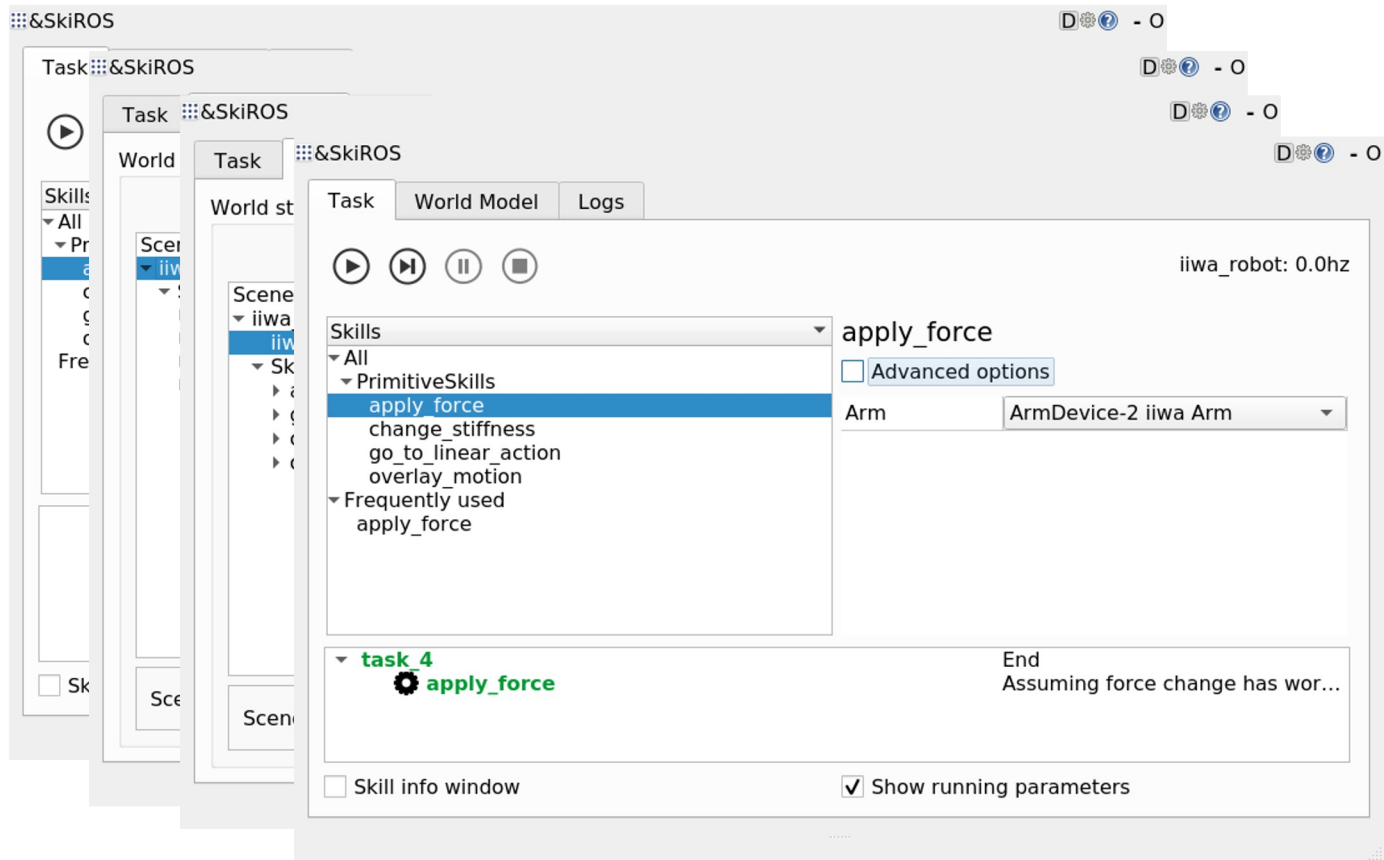 &SkiROS
D ? - O
Task
Skills
All
Pr
a
c
g
o
Fre
Sk
&SkiROS
D ? - O
Task
World
Scer
iiw
Sce
&SkiROS
D ? - O
Task
World st
Scene
iiwa
iiw
Sk
a
g
Scen
&SkiROS
D ? - O
Task World Model Logs
iiwa_robot: 0.0hz
Skills
All
PrimitiveSkills
apply_force
change_stiffness
go_to_linear_action
overlay_motion
Frequently used
apply_force
apply_force
Advanced options
Arm ArmDevice-2 iiwa Arm
task_4 End
apply_force Assuming force change has wor...
Skill info window Show running parameters